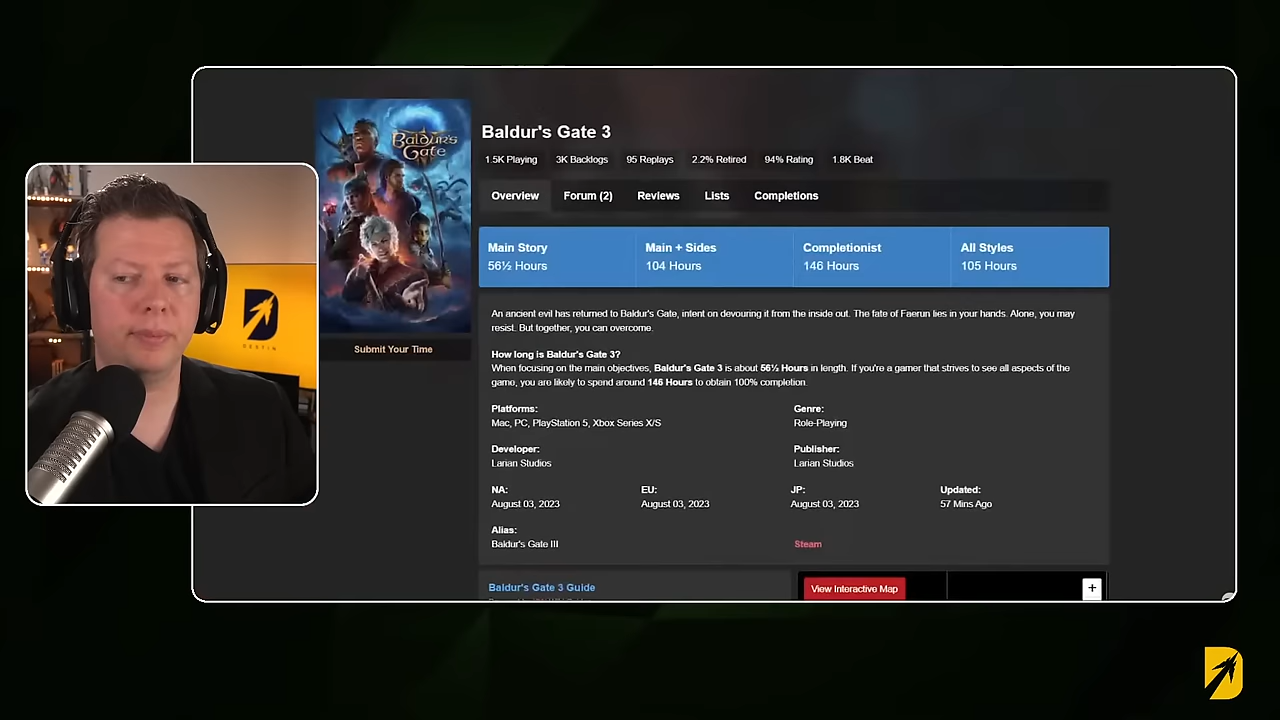 Baldur's Gate 3
1.5K Playing 3K Backlogs 95 Replays 2.2% Retired 94% Rating 1.8K Beat
Overview Forum (2) Reviews Lists Completions
BALDUR'S GATE
Main Story Main + Sides Completionist All Styles
56½ Hours 104 Hours 146 Hours 105 Hours
An ancient evil has returned to Baldur's Gate, intent on devouring it from the inside out. The fate of Faerun lies in your hands. Alone, you may
resist. But together, you can overcome.
Submit Your Time
How long is Baldur's Gate 3?
When focusing on the main objectives, Baldur's Gate 3 is about 56½ Hours in length. If you're a gamer that strives to see all aspects of the
game, you are likely to spend around 146 Hours to obtain 100% completion.
Platforms: Genre:
Mac, PC, PlayStation 5, Xbox Series X/S Role-Playing
Developer: Publisher:
Larian Studios Larian Studios
NA: EU: JP: Updated:
August 03, 2023 August 03, 2023 August 03, 2023 57 Mins Ago
Alias:
Baldur's Gate III Steam
Baldur's Gate 3 Guide View Interactive Map +
DESTIN